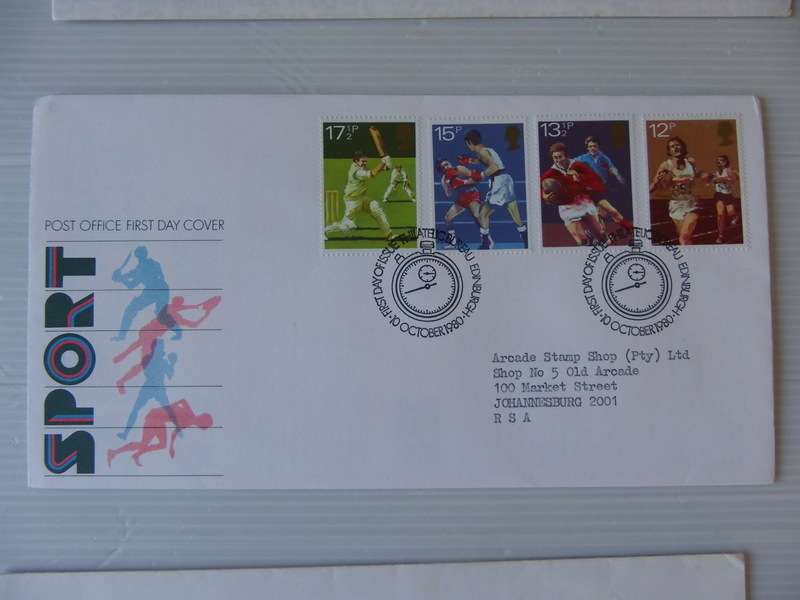 17½P
15P
13½P
12P
POST OFFICE FIRST DAY COVER
SPORT
FIRST DAY OF ISSUE PHILATELIC BUREAU EDINBURGH
10 OCTOBER 1980
FIRST DAY OF ISSUE PHILATELIC BUREAU EDINBURGH
10 OCTOBER 1980
Arcade Stamp Shop (Pty) Ltd
Shop No 5 Old Arcade
100 Market Street
JOHANNESBURG 2001
R S A